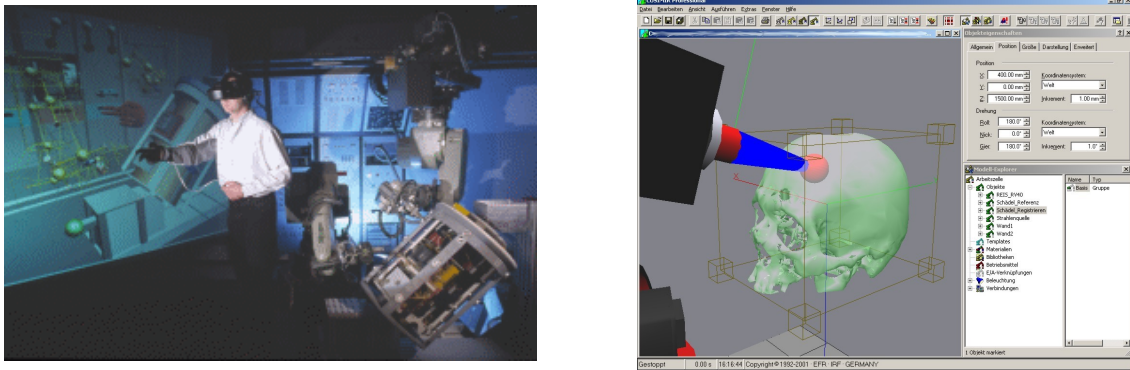 COSIMIR Professional
Datei Bearbeiten Ansicht Ausführen Extras Fenster Hilfe
Objekteigenschaften
Allgemein Position Größe Darstellung Erweitert
Position
X: 400.00 mm Koordinatensystem:
Y: 0.00 mm Welt
Z: 1500.00 mm Inkrement: 1.00 mm
Drehung
Roll: 180.0° Koordinatensystem:
Nick: 0.0° Welt
Gier: 180.0° Inkrement: 1.0°
Modell-Explorer
Arbeitszelle
Objekte
REIS_RV40
Schädel_Referenz
Schädel_Registrieren
Strahlenquelle
Wand1
Wand2
Templates
Materialien
Bibliotheken
Betriebsmittel
E/A-Verknüpfungen
Beleuchtung
Verbindungen
Name Typ
Basis Gruppe
1 Objekt markiert
Gestoppt 0.00 s 16:16:44 Copyright © 1992-2001 EFR - IRF - GERMANY